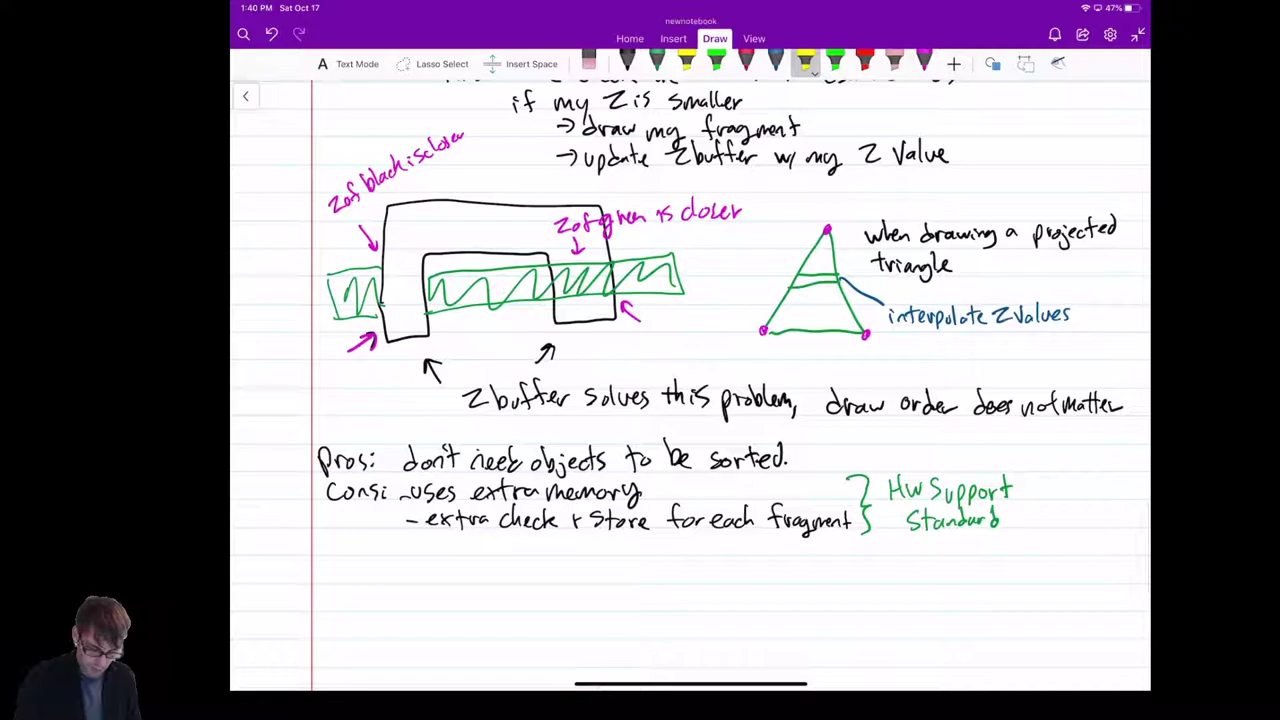 1:40 PM Sat Oct 17
47%
newnotebook
Home Insert Draw View
Text Mode Lasso Select Insert Space
if my Z is smaller
→ draw my fragment
→ update Zbuffer w/ my Z Value
Z of black is closer
Z of green is closer
when drawing a projected
triangle
interpolate Z values
Zbuffer solves this problem, draw order does not matter
Pros: don't need objects to be sorted.
Cons: - uses extra memory
- extra check + store for each fragment
HW Support
Standard